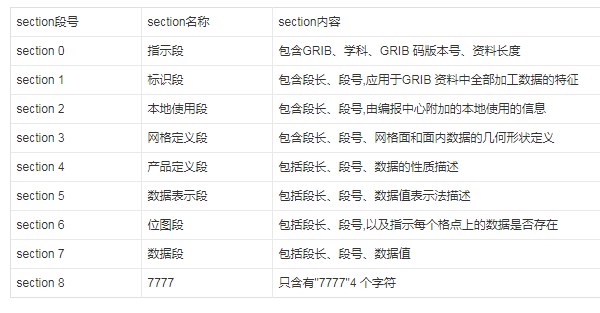 section段号 section名称 section内容
section 0 指示段 包含GRIB、学科、GRIB 码版本号、资料长度
section 1 标识段 包含段长、段号,应用于GRIB 资料中全部加工数据的特征
section 2 本地使用段 包含段长、段号,由编报中心附加的本地使用的信息
section 3 网格定义段 包含段长、段号、网格面和面内数据的几何形状定义
section 4 产品定义段 包括段长、段号、数据的性质描述
section 5 数据表示段 包括段长、段号、数据值表示法描述
section 6 位图段 包括段长、段号,以及指示每个格点上的数据是否存在
section 7 数据段 包括段长、段号、数据值
section 8 7777 只含有"7777"4 个字符